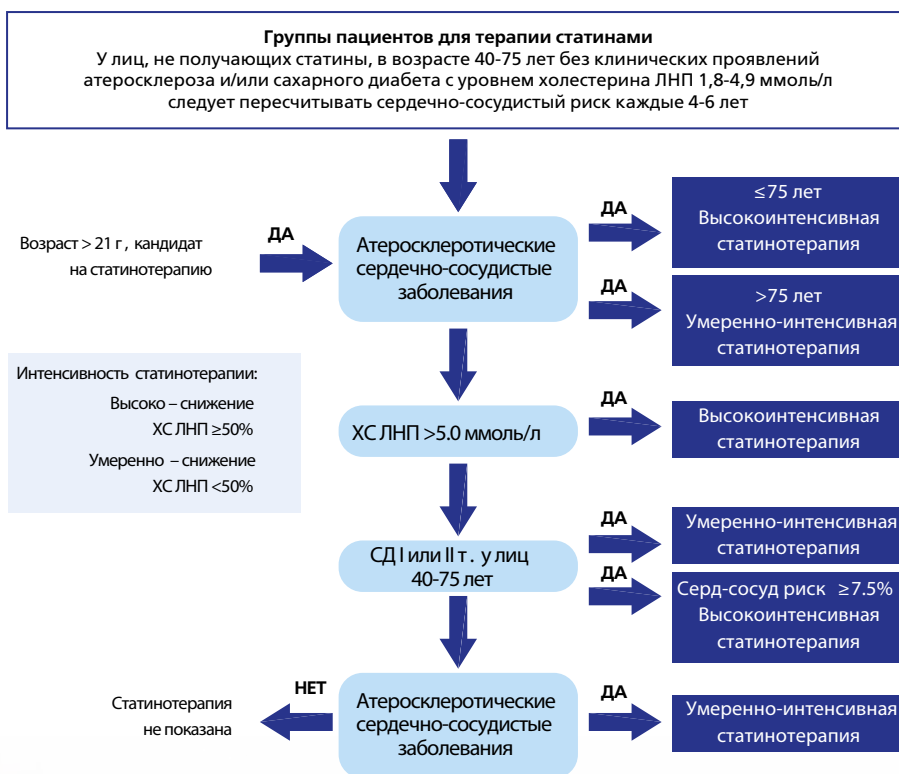 Группы пациентов для терапии статинами
У лиц, не получающих статины, в возрасте 40-75 лет без клинических проявлений
атеросклероза и/или сахарного диабета с уровнем холестерина ЛНП 1,8-4,9 ммоль/л
следует пересчитывать сердечно-сосудистый риск каждые 4-6 лет
Возраст > 21 г , кандидат
на статинотерапию
ДА
Атеросклеротические
сердечно-сосудистые
заболевания
ДА
≤75 лет
Высокоинтенсивная
статинотерапия
ДА
>75 лет
Умеренно-интенсивная
статинотерапия
Интенсивность статинотерапии:
Высоко – снижение
ХС ЛНП ≥50%
Умеренно – снижение
ХС ЛНП <50%
ХС ЛНП >5.0 ммоль/л
ДА
Высокоинтенсивная
статинотерапия
СД I или II т . у лиц
40-75 лет
ДА
Умеренно-интенсивная
статинотерапия
ДА
Серд-сосуд риск ≥7.5%
Высокоинтенсивная
статинотерапия
Атеросклеротические
сердечно-сосудистые
заболевания
НЕТ
Статинотерапия
не показана
ДА
Умеренно-интенсивная
статинотерапия